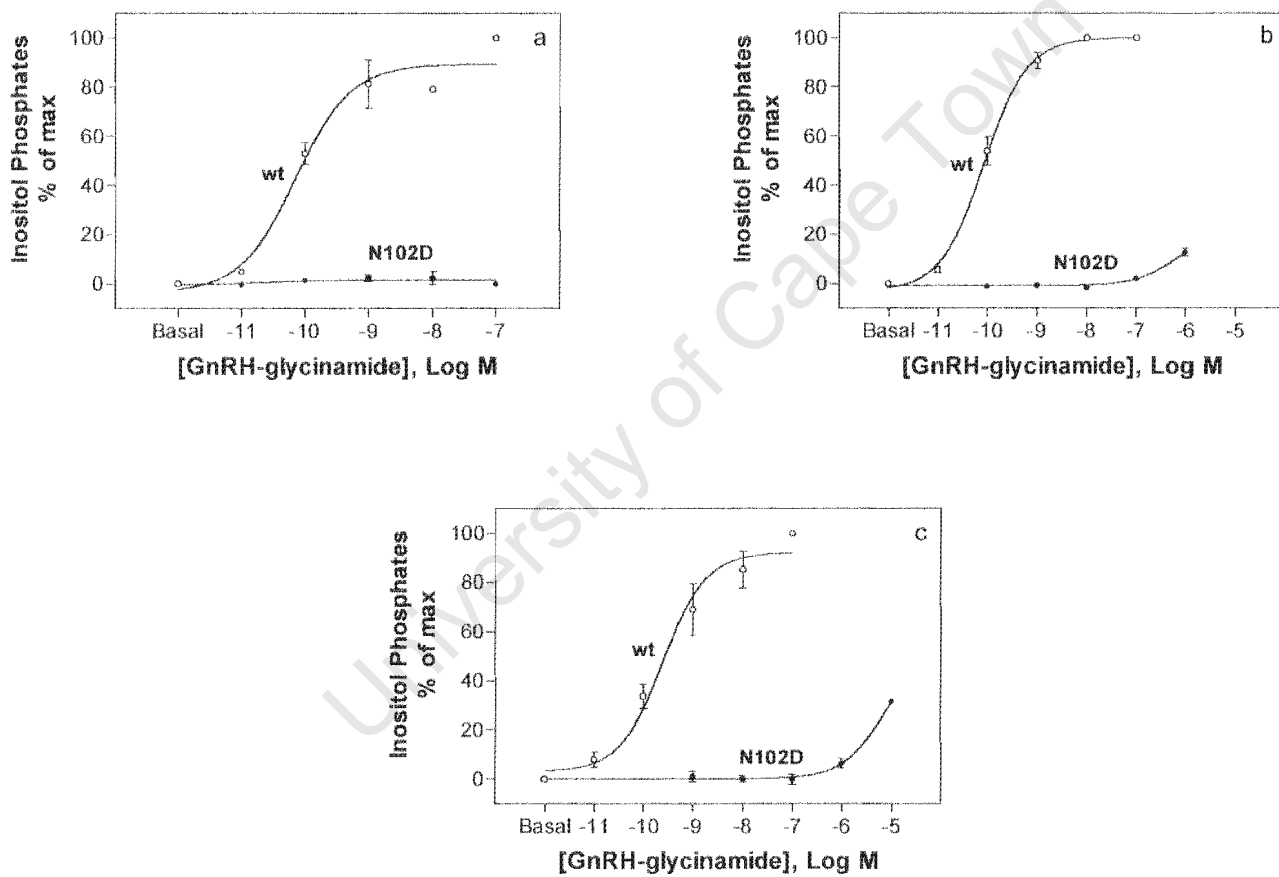 a
Inositol Phosphates
% of max
100
80
60
40
20
0
wt
N102D
Basal -11 -10 -9 -8 -7
[GnRH-glycinamide], Log M
b
Inositol Phosphates
% of max
100
80
60
40
20
0
wt
N102D
Basal -11 -10 -9 -8 -7 -6 -5
[GnRH-glycinamide], Log M
c
Inositol Phosphates
% of max
100
80
60
40
20
0
wt
N102D
Basal -11 -10 -9 -8 -7 -6 -5
[GnRH-glycinamide], Log M
University of Cape Town